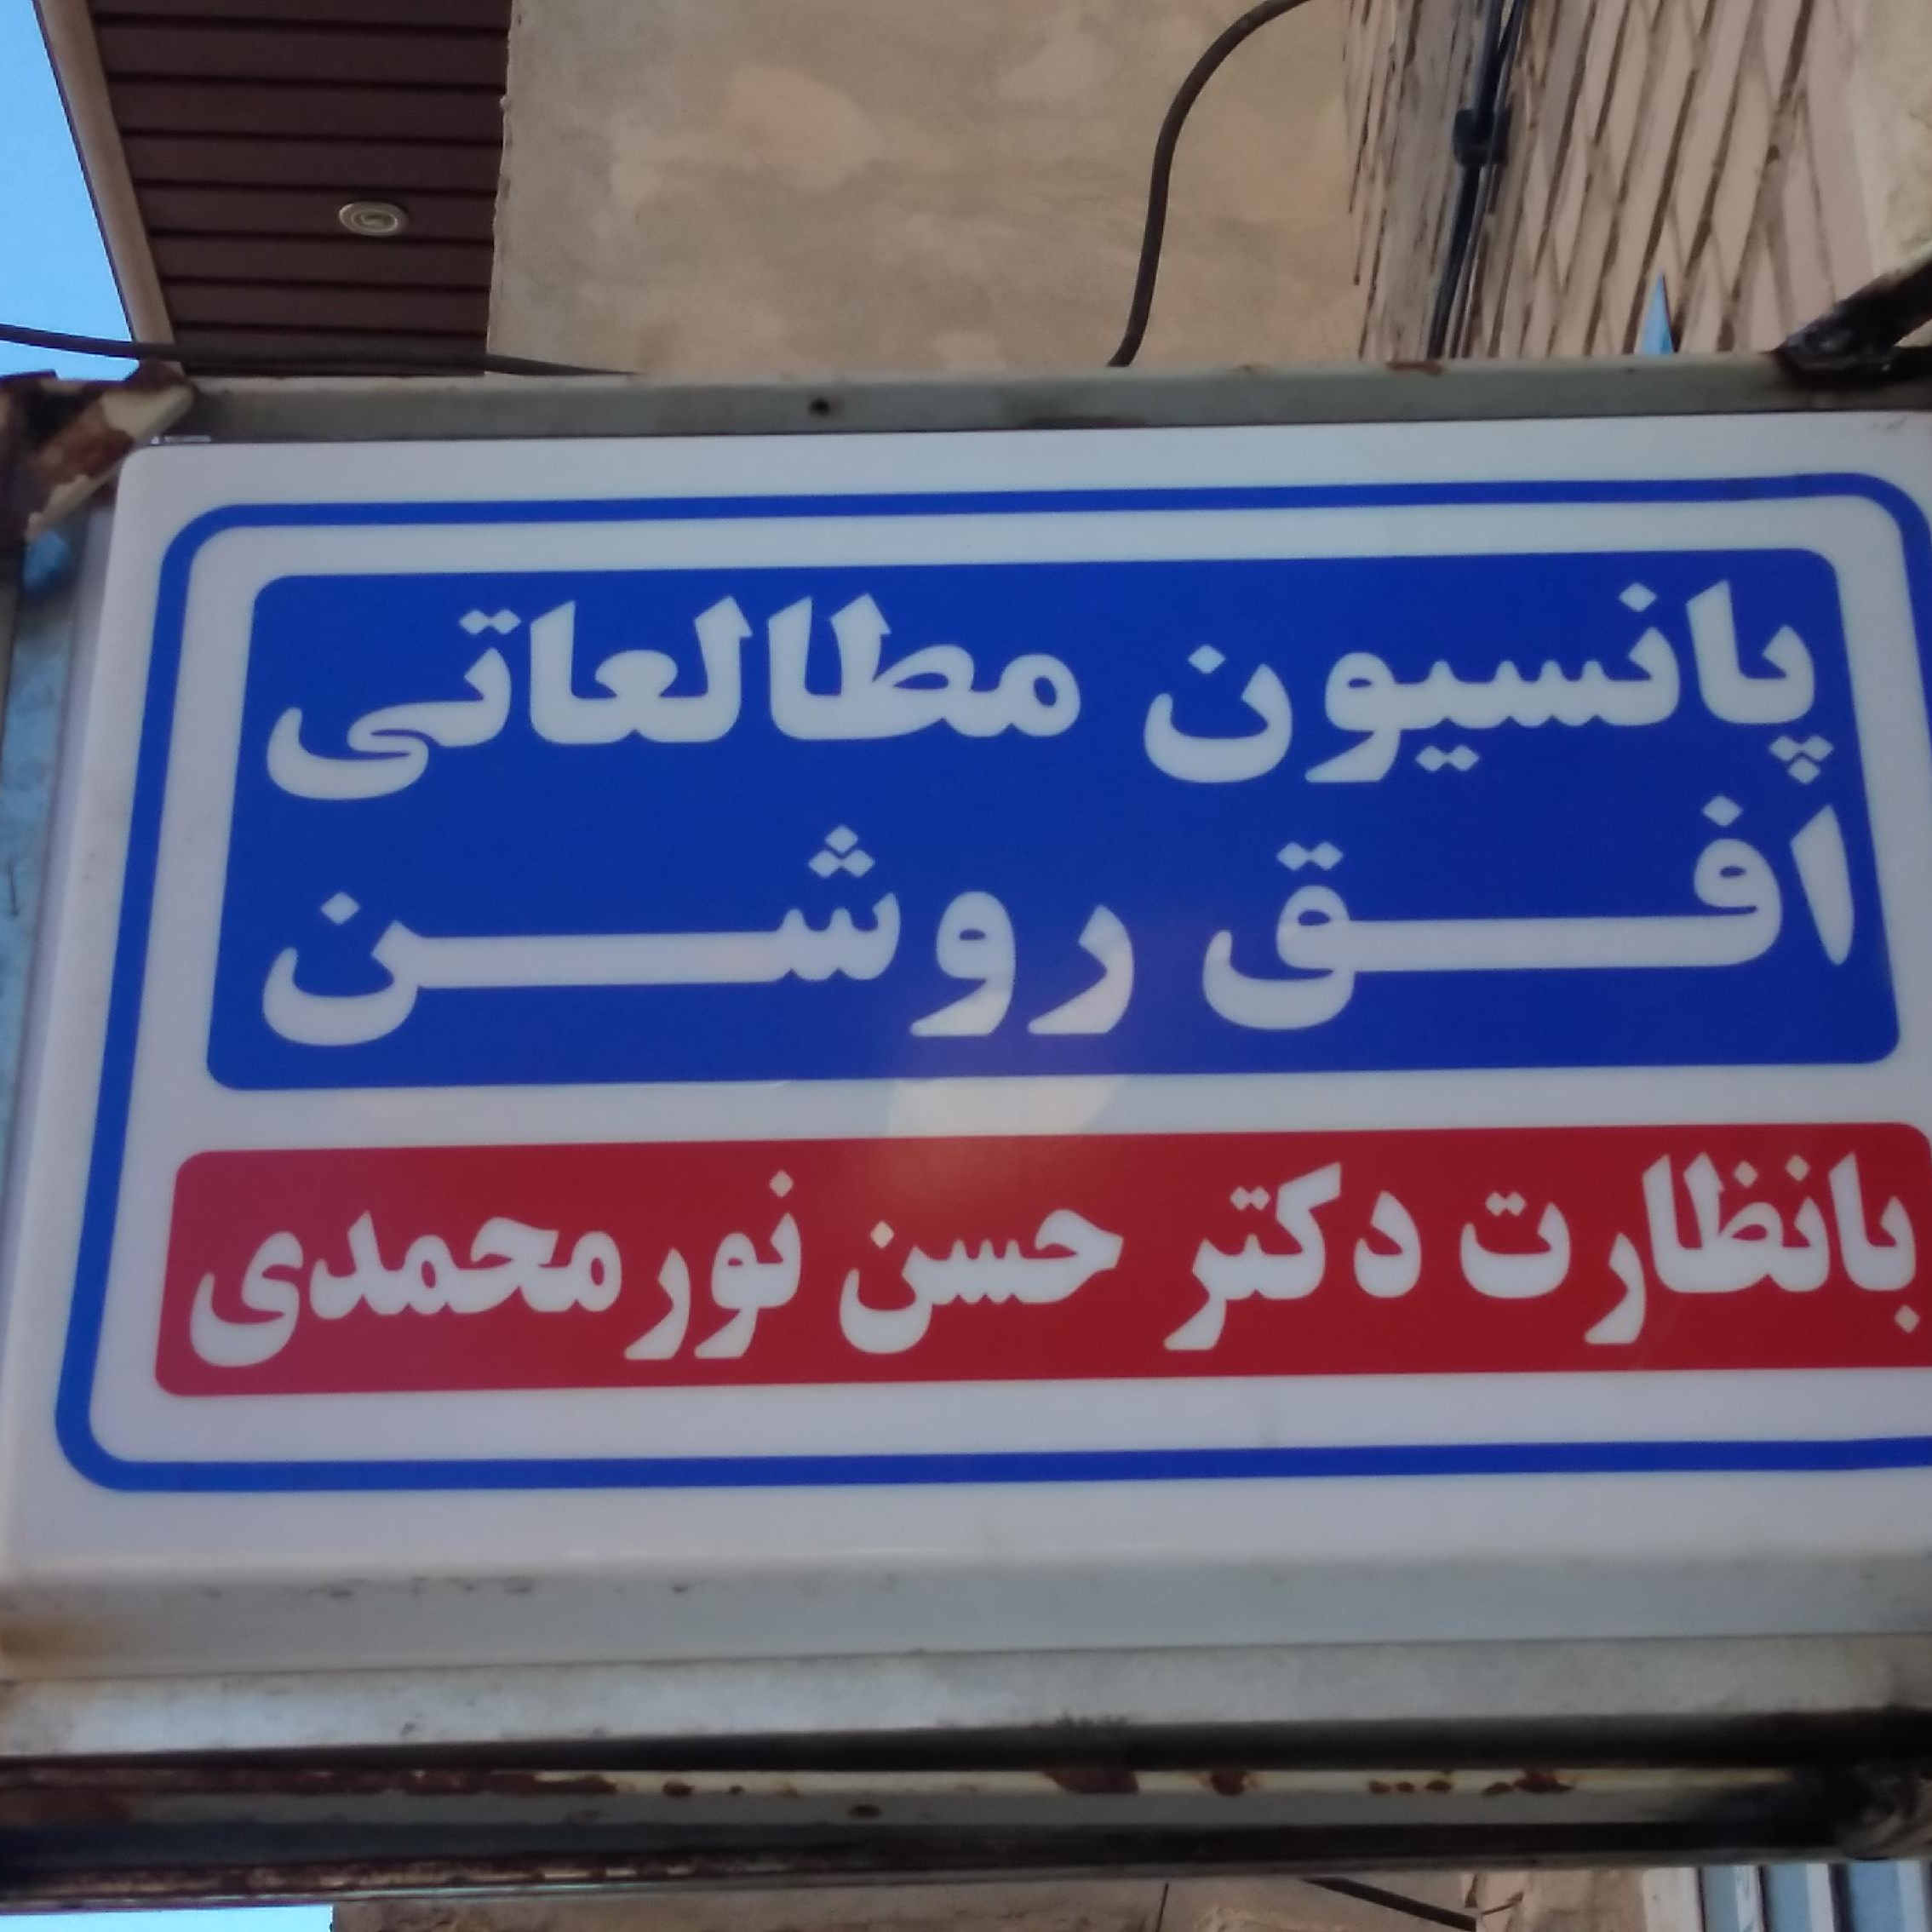 پانسیون مطالعاتی
افق روشن
بانظارت دکتر حسن نورمحمدی